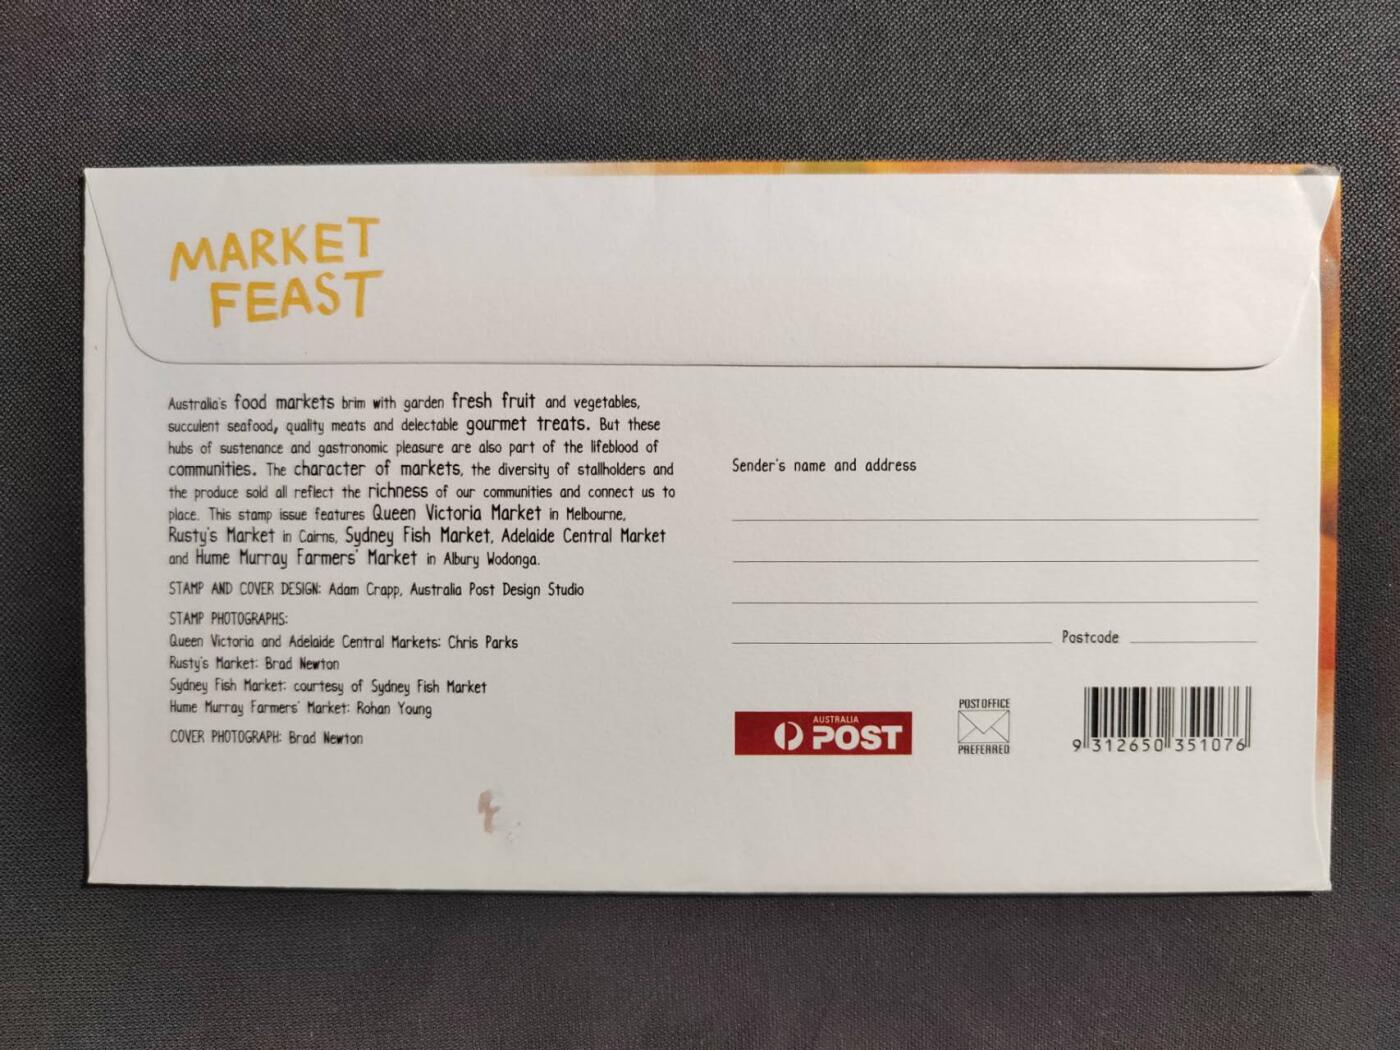 MARKET
FEAST
Australia's food markets brim with garden fresh fruit and vegetables,
succulent seafood, quality meats and delectable gourmet treats. But these
hubs of sustenance and gastronomic pleasure are also part of the lifeblood of
communities. The character of markets, the diversity of stallholders and
the produce sold all reflect the richness of our communities and connect us to
place. This stamp issue features Queen Victoria Market in Melbourne,
Rusty's Market in Cairns, Sydney Fish Market, Adelaide Central Market
and Hume Murray Farmers' Market in Albury Wodonga.
STAMP AND COVER DESIGN: Adam Crapp, Australia Post Design Studio
STAMP PHOTOGRAPHS:
Queen Victoria and Adelaide Central Markets: Chris Parks
Rusty's Market: Brad Newton
Sydney Fish Market: courtesy of Sydney Fish Market
Hume Murray Farmers' Market: Rohan Young
COVER PHOTOGRAPH: Brad Newton
Sender's name and address
Postcode
AUSTRALIA
POST
POST OFFICE
PREFERRED
9 312650 351076